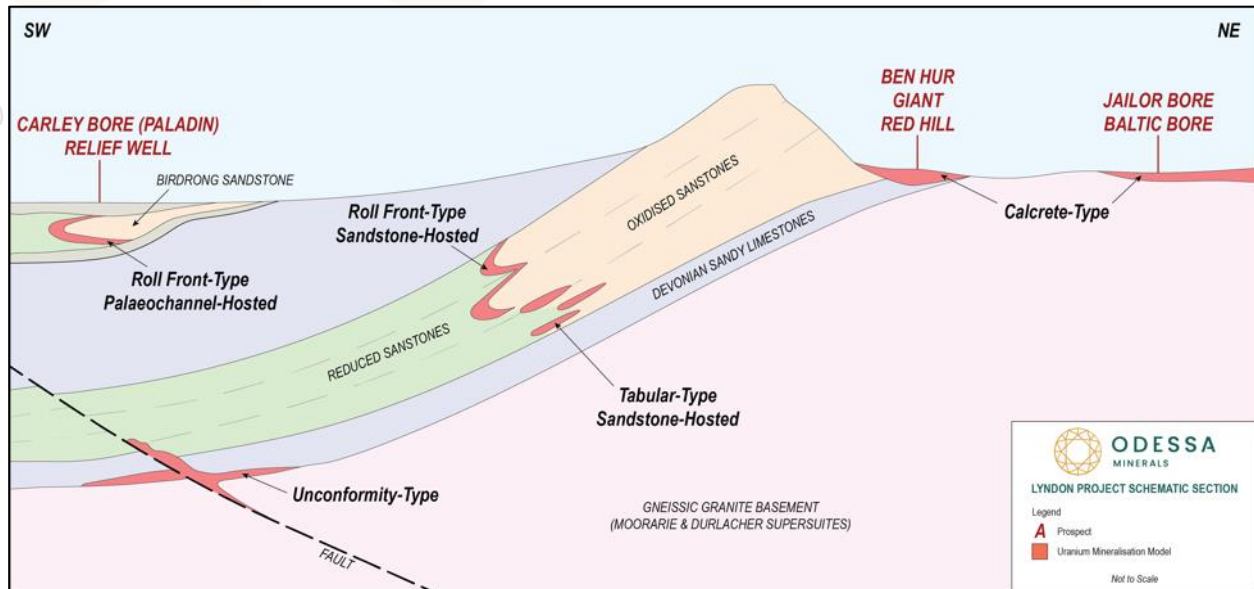 SW
NE
CARLEY BORE (PALADIN)
RELIEF WELL
BIRDRONG SANDSTONE
Roll Front-Type
Palaeochannel-Hosted
Roll Front-Type
Sandstone-Hosted
OXIDISED SANSTONES
DEVONIAN SANDY LIMESTONES
REDUCED SANSTONES
BEN HUR
GIANT
RED HILL
JAILOR BORE
BALTIC BORE
Calcrete-Type
Tabular-Type
Sandstone-Hosted
Unconformity-Type
FAULT
GNEISSIC GRANITE BASEMENT
(MOORARIE & DURLACHER SUPERSUITES)
ODESSA
MINERALS
LYNDON PROJECT SCHEMATIC SECTION
Legend
A Prospect
Uranium Mineralisation Model
Not to Scale